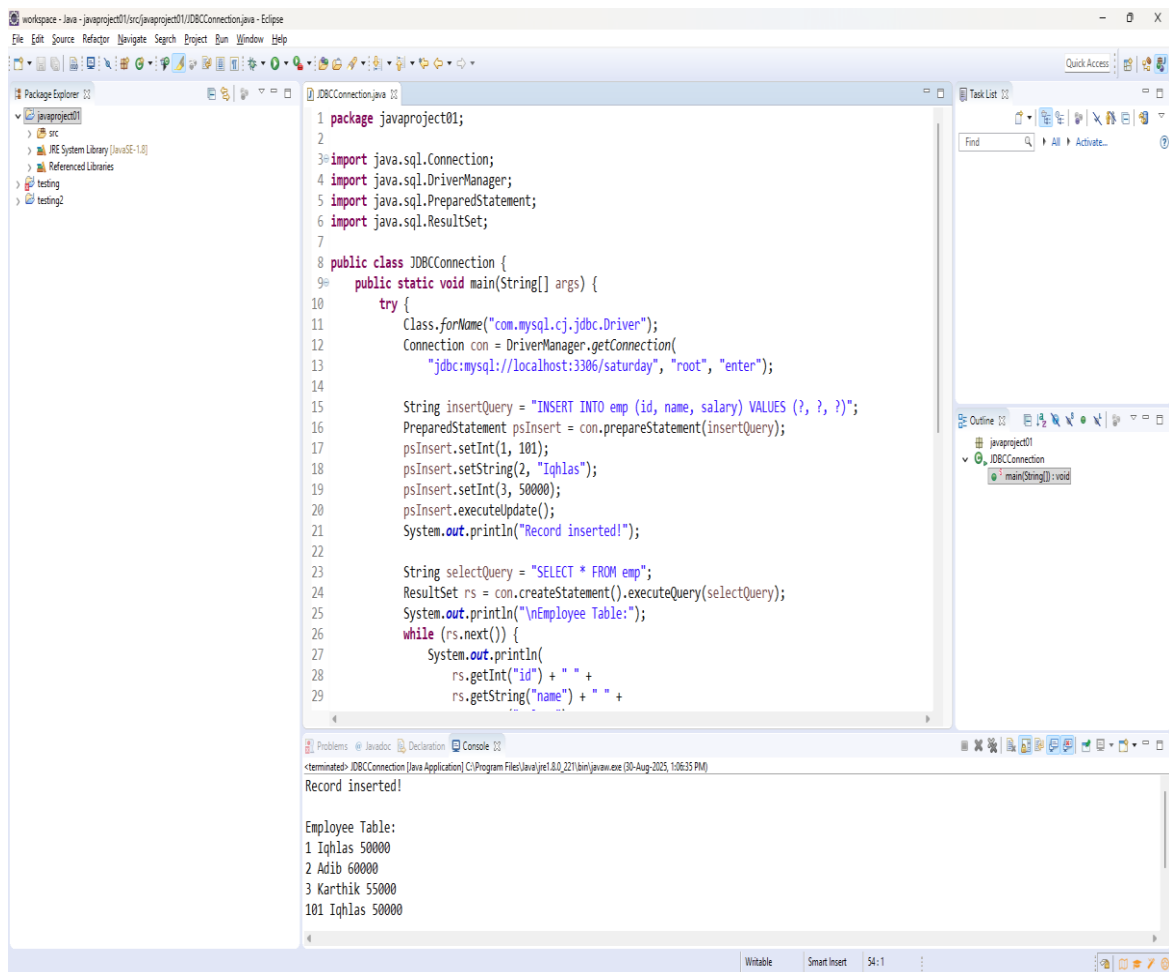 workspace - Java - javaproject01/src/javaproject01/JDBCConnection.java - Eclipse
File Edit Source Refactor Navigate Search Project Run Window Help
Quick Access
Package Explorer
javaproject01
src
JRE System Library [JavaSE-1.8]
Referenced Libraries
testing
testing2
JDBCConnection.java
1 package javaproject01;
2
3 import java.sql.Connection;
4 import java.sql.DriverManager;
5 import java.sql.PreparedStatement;
6 import java.sql.ResultSet;
7
8 public class JDBCConnection {
9 public static void main(String[] args) {
10 try {
11 Class.forName("com.mysql.cj.jdbc.Driver");
12 Connection con = DriverManager.getConnection(
13 "jdbc:mysql://localhost:3306/saturday", "root", "enter");
14
15 String insertQuery = "INSERT INTO emp (id, name, salary) VALUES (?, ?, ?)";
16 PreparedStatement psInsert = con.prepareStatement(insertQuery);
17 psInsert.setInt(1, 101);
18 psInsert.setString(2, "Iqhlas");
19 psInsert.setInt(3, 50000);
20 psInsert.executeUpdate();
21 System.out.println("Record inserted!");
22
23 String selectQuery = "SELECT * FROM emp";
24 ResultSet rs = con.createStatement().executeQuery(selectQuery);
25 System.out.println("\nEmployee Table:");
26 while (rs.next()) {
27 System.out.println(
28 rs.getInt("id") + " " +
29 rs.getString("name") + " " +
Task List
Find All Activate...
Outline
javaproject01
JDBCConnection
main(String[]) : void
Problems @ Javadoc Declaration Console
<terminated> JDBCConnection [Java Application] C:\Program Files\Java\jre1.8.0_221\bin\javaw.exe (30-Aug-2025, 1:06:35 PM)
Record inserted!
Employee Table:
1 Iqhlas 50000
2 Adib 60000
3 Karthik 55000
101 Iqhlas 50000
Writable Smart Insert 54 : 1